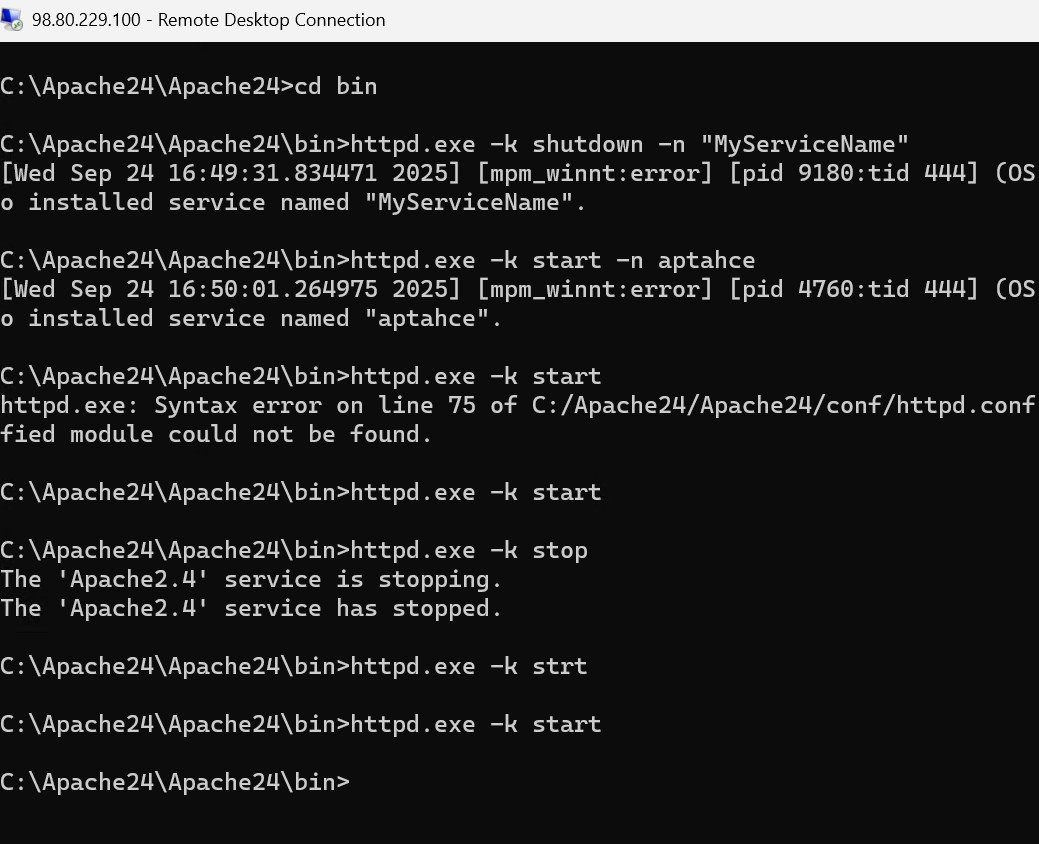 98.80.229.100 - Remote Desktop Connection
C:\Apache24\Apache24>cd bin
C:\Apache24\Apache24\bin>httpd.exe -k shutdown -n "MyServiceName"
[Wed Sep 24 16:49:31.834471 2025] [mpm_winnt:error] [pid 9180:tid 444] (OS
o installed service named "MyServiceName".
C:\Apache24\Apache24\bin>httpd.exe -k start -n aptahce
[Wed Sep 24 16:50:01.264975 2025] [mpm_winnt:error] [pid 4760:tid 444] (OS
o installed service named "aptahce".
C:\Apache24\Apache24\bin>httpd.exe -k start
httpd.exe: Syntax error on line 75 of C:/Apache24/Apache24/conf/httpd.conf
fied module could not be found.
C:\Apache24\Apache24\bin>httpd.exe -k start
C:\Apache24\Apache24\bin>httpd.exe -k stop
The 'Apache2.4' service is stopping.
The 'Apache2.4' service has stopped.
C:\Apache24\Apache24\bin>httpd.exe -k strt
C:\Apache24\Apache24\bin>httpd.exe -k start
C:\Apache24\Apache24\bin>